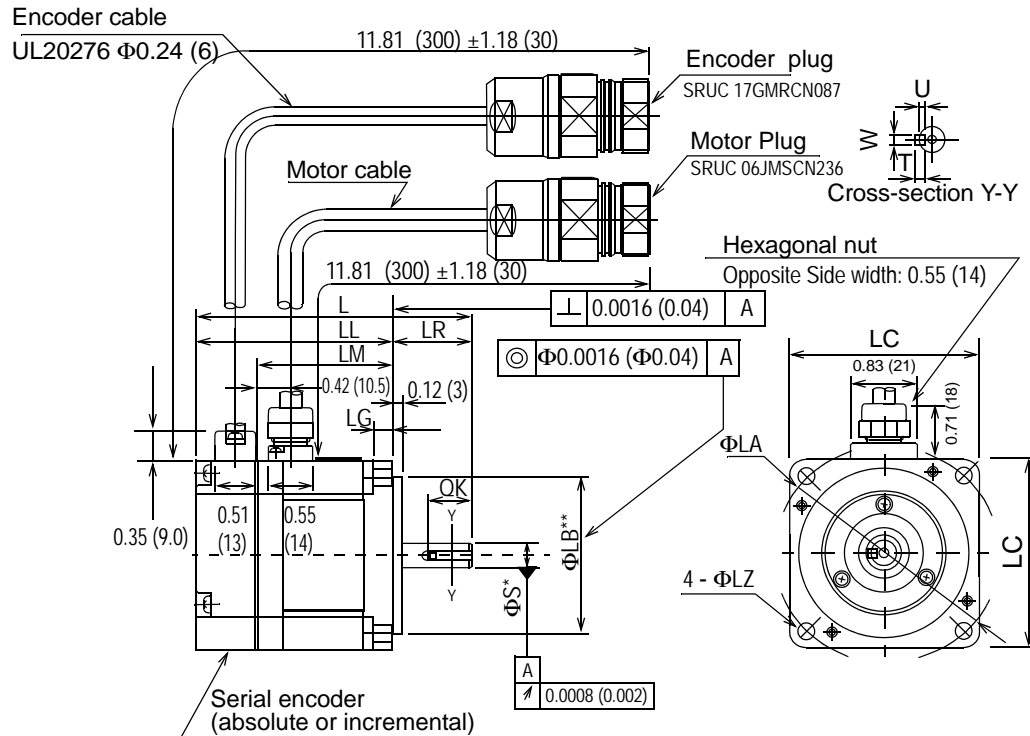 Encoder cable
UL20276 Φ0.24 (6)
11.81 (300) ±1.18 (30)
Encoder plug
SRUC 17GMRCN087
Motor Plug
SRUC 06JMSCN236
U
W
T
Cross-section Y-Y
Motor cable
11.81 (300) ±1.18 (30)
Hexagonal nut
Opposite Side width: 0.55 (14)
L
⊥ 0.0016 (0.04) A
LL
LR
LM
◎ Φ0.0016 (Φ0.04) A
LC
0.83 (21)
0.42 (10.5)
0.12 (3)
0.71 (18)
LG
ΦLA
QK
Y
0.35 (9.0)
0.51
(13)
0.55
(14)
ΦLB**
ΦS*
Y
LC
4 - ΦLZ
A
↗ 0.0008 (0.002)
Serial encoder
(absolute or incremental)